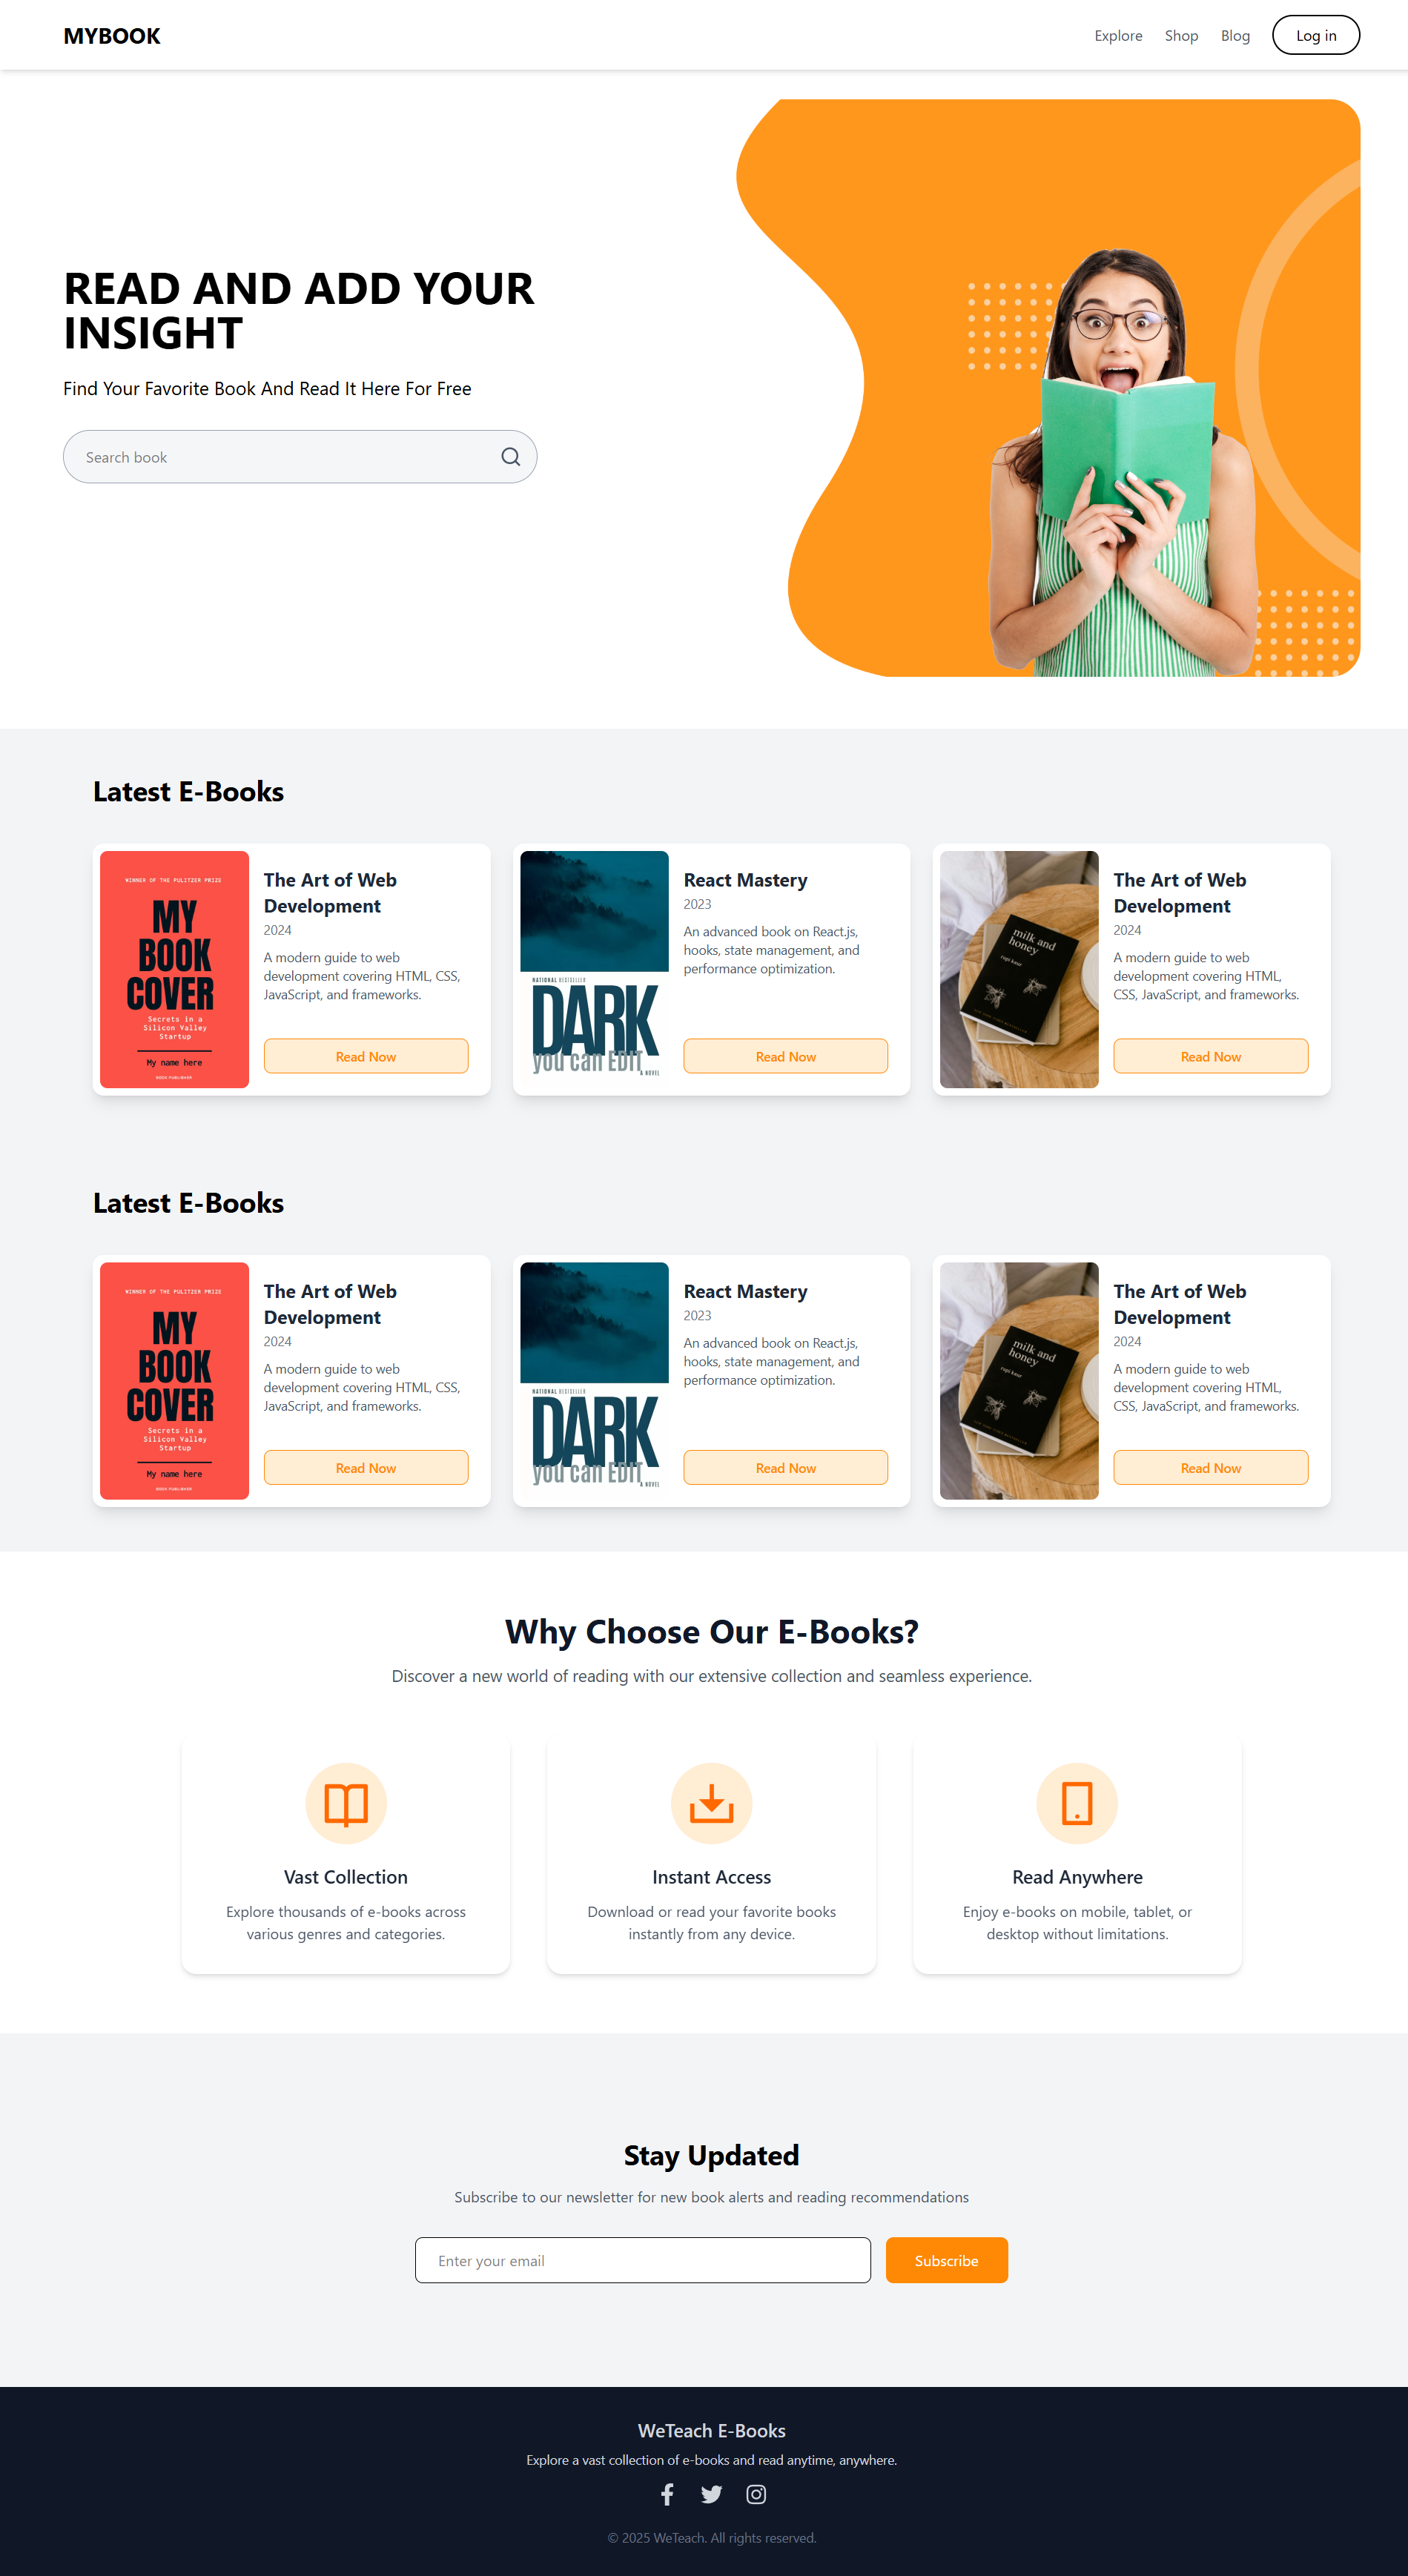 MYBOOK
Explore
Shop
Blog
Log in
READ AND ADD YOUR
INSIGHT
Find Your Favorite Book And Read It Here For Free
Search book
Latest E-Books
WINNER OF THE PULITZER PRIZE
MY
BOOK
COVER
Secrets in a
Silicon Valley
Startup
My name here
BOOK PUBLISHER
The Art of Web
Development
2024
A modern guide to web
development covering HTML, CSS,
JavaScript, and frameworks.
Read Now
NATIONAL BESTSELLER
DARK
you can EDIT
A NOVEL
React Mastery
2023
An advanced book on React.js,
hooks, state management, and
performance optimization.
Read Now
milk and
honey
rupi kaur
The Art of Web
Development
2024
A modern guide to web
development covering HTML,
CSS, JavaScript, and frameworks.
Read Now
Latest E-Books
WINNER OF THE PULITZER PRIZE
MY
BOOK
COVER
Secrets in a
Silicon Valley
Startup
My name here
BOOK PUBLISHER
The Art of Web
Development
2024
A modern guide to web
development covering HTML, CSS,
JavaScript, and frameworks.
Read Now
NATIONAL BESTSELLER
DARK
you can EDIT
A NOVEL
React Mastery
2023
An advanced book on React.js,
hooks, state management, and
performance optimization.
Read Now
milk and
honey
rupi kaur
The Art of Web
Development
2024
A modern guide to web
development covering HTML,
CSS, JavaScript, and frameworks.
Read Now
Why Choose Our E-Books?
Discover a new world of reading with our extensive collection and seamless experience.
Vast Collection
Explore thousands of e-books across
various genres and categories.
Instant Access
Download or read your favorite books
instantly from any device.
Read Anywhere
Enjoy e-books on mobile, tablet, or
desktop without limitations.
Stay Updated
Subscribe to our newsletter for new book alerts and reading recommendations
Enter your email
Subscribe
WeTeach E-Books
Explore a vast collection of e-books and read anytime, anywhere.
© 2025 WeTeach. All rights reserved.